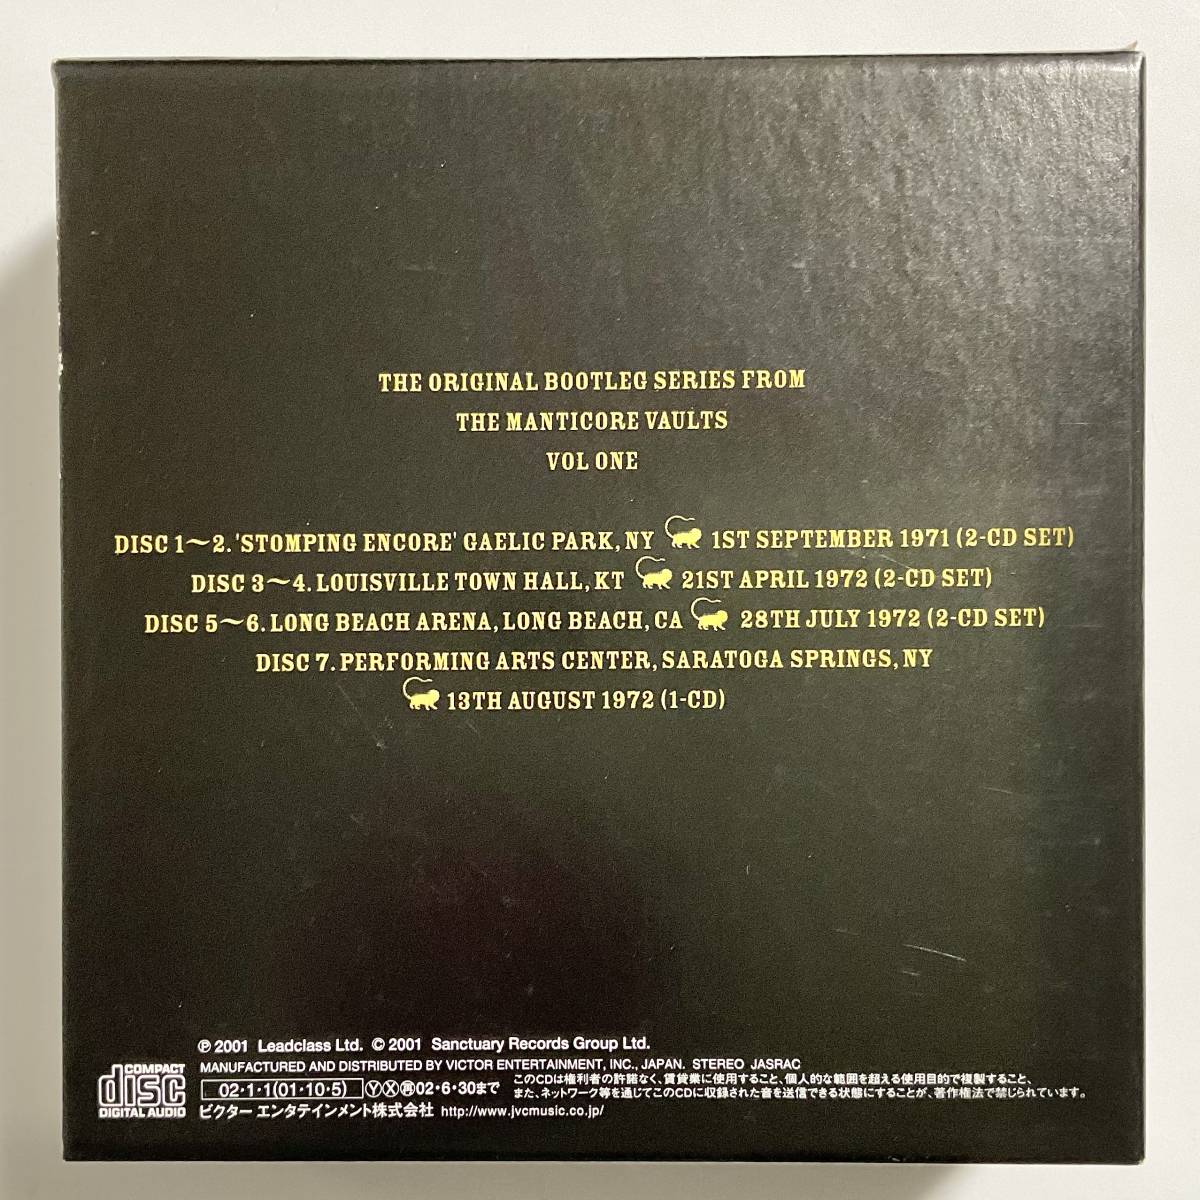 THE ORIGINAL BOOTLEG SERIES FROM
THE MANTICORE VAULTS
VOL ONE
DISC 1～2. 'STOMPING ENCORE' GAELIC PARK, NY 1ST SEPTEMBER 1971 (2-CD SET)
DISC 3～4. LOUISVILLE TOWN HALL, KT 21ST APRIL 1972 (2-CD SET)
DISC 5～6. LONG BEACH ARENA, LONG BEACH, CA 28TH JULY 1972 (2-CD SET)
DISC 7. PERFORMING ARTS CENTER, SARATOGA SPRINGS, NY
13TH AUGUST 1972 (1-CD)
℗ 2001 Leadclass Ltd. © 2001 Sanctuary Records Group Ltd.
MANUFACTURED AND DISTRIBUTED BY VICTOR ENTERTAINMENT, INC., JAPAN. STEREO JASRAC
COMPACT
disc
DIGITAL AUDIO
02・1・1(01・10・5) Ⓨ Ⓧ 再 02・6・30まで
ビクター エンタテインメント株式会社 http://www.jvcmusic.co.jp/
このCDは権利者の許諾なく、賃貸業に使用すること、個人的な範囲を超える使用目的で複製すること、
また、ネットワーク等を通じてこのCDに収録された音を送信できる状態にすることが、著作権法で禁じられています。